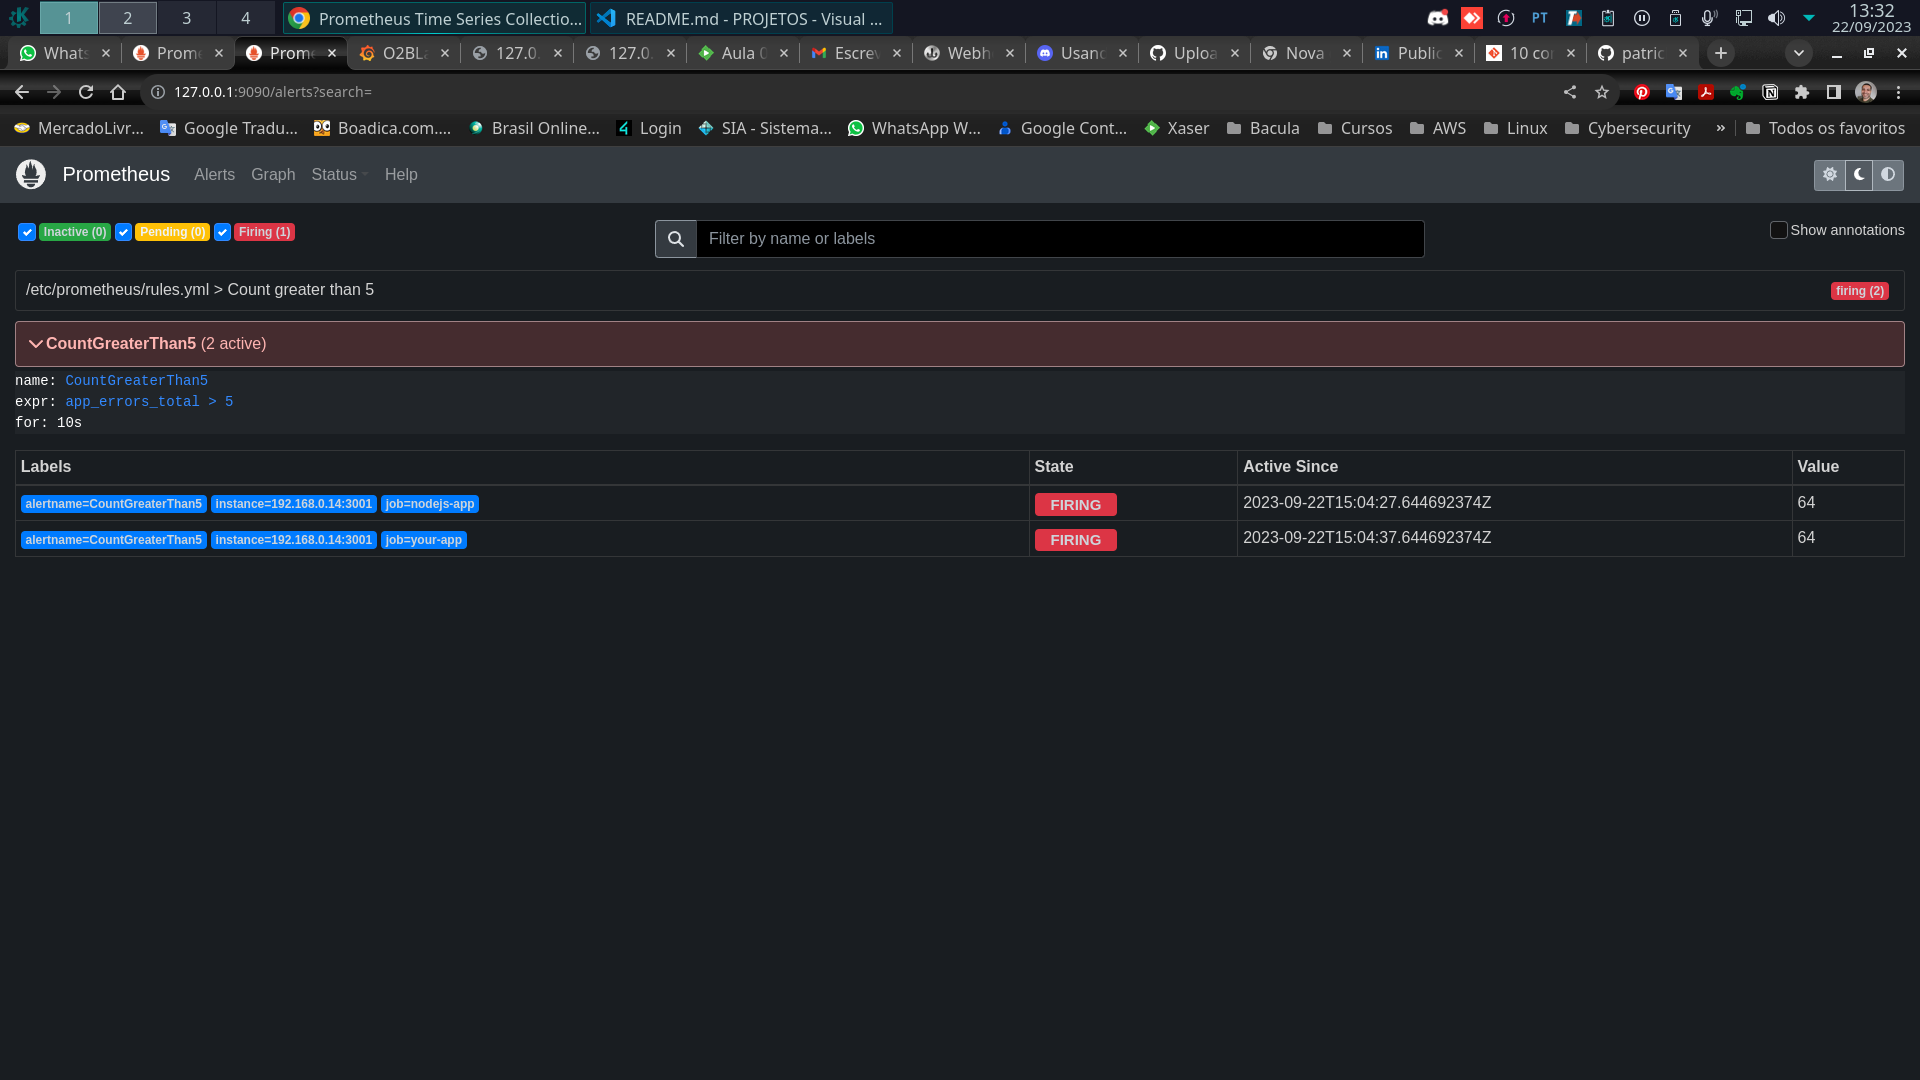 1 2 3 4 Prometheus Time Series Collectio... README.md - PROJETOS - Visual ... PT 13:32
22/09/2023
Whats Prome Prome O2BLa 127.0. 127.0. Aula 0 Escrev Webh Usand Uploa Nova Public 10 cor patric
127.0.0.1:9090/alerts?search=
MercadoLivr... Google Tradu... Boadica.com.... Brasil Online... Login SIA - Sistema... WhatsApp W... Google Cont... Xaser Bacula Cursos AWS Linux Cybersecurity » Todos os favoritos
Prometheus Alerts Graph Status Help
Inactive (0) Pending (0) Firing (1) Filter by name or labels Show annotations
/etc/prometheus/rules.yml > Count greater than 5 firing (2)
CountGreaterThan5 (2 active)
name: CountGreaterThan5
expr: app_errors_total > 5
for: 10s
Labels State Active Since Value
alertname=CountGreaterThan5 instance=192.168.0.14:3001 job=nodejs-app FIRING 2023-09-22T15:04:27.644692374Z 64
alertname=CountGreaterThan5 instance=192.168.0.14:3001 job=your-app FIRING 2023-09-22T15:04:37.644692374Z 64